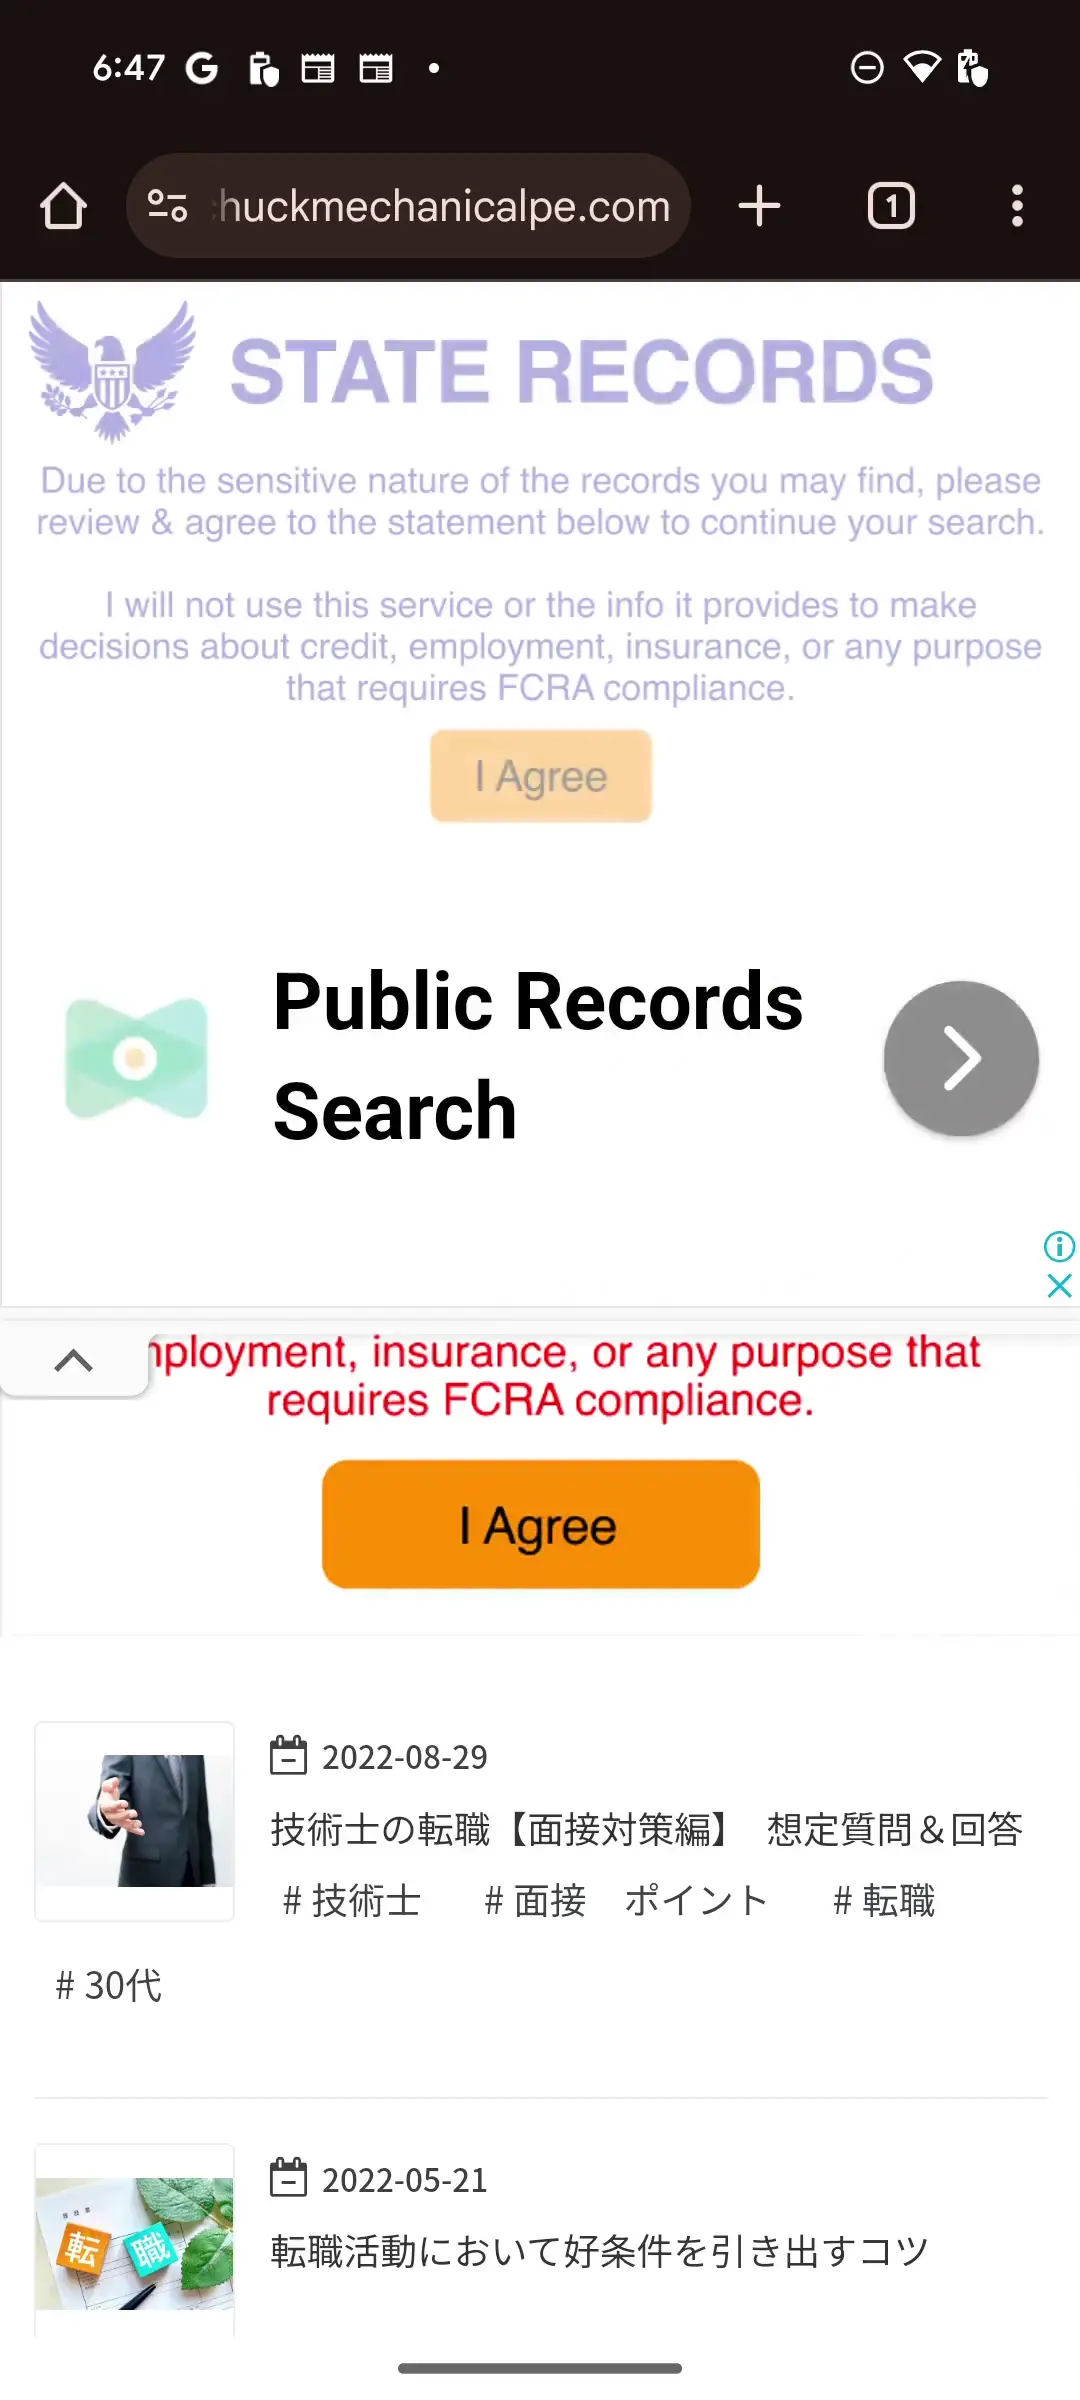 6:47
huckmechanicalpe.com
1
STATE RECORDS
Due to the sensitive nature of the records you may find, please
review & agree to the statement below to continue your search.
I will not use this service or the info it provides to make
decisions about credit, employment, insurance, or any purpose
that requires FCRA compliance.
I Agree
Public Records
Search
nployment, insurance, or any purpose that
requires FCRA compliance.
I Agree
2022-08-29
技術士の転職【面接対策編】 想定質問＆回答
# 技術士 # 面接 ポイント # 転職
# 30代
2022-05-21
転職活動において好条件を引き出すコツ
転 職